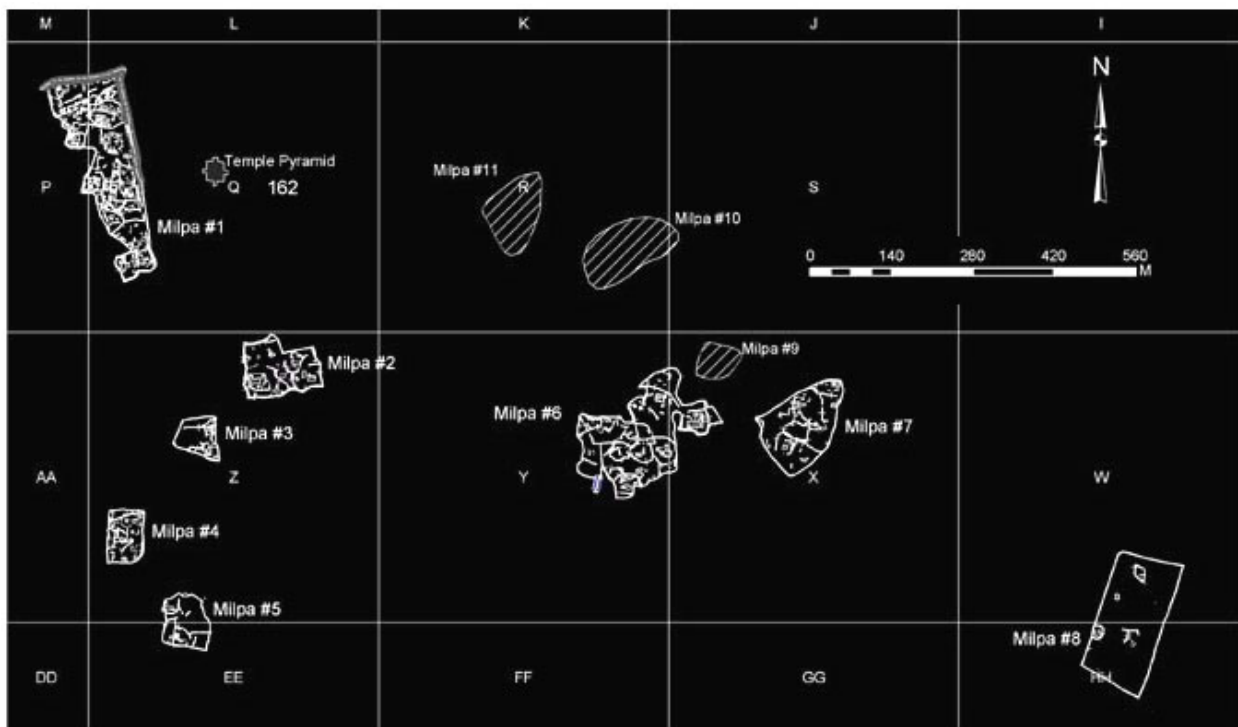 M L K J I
N
Temple Pyramid
Milpa #11
P Q 162 R S
Milpa #10
Milpa #1
0 140 280 420 560
M
Milpa #9
Milpa #2
Milpa #6
Milpa #7
Milpa #3
AA Z Y X W
Milpa #4
Milpa #5
Milpa #8
DD EE FF GG HH